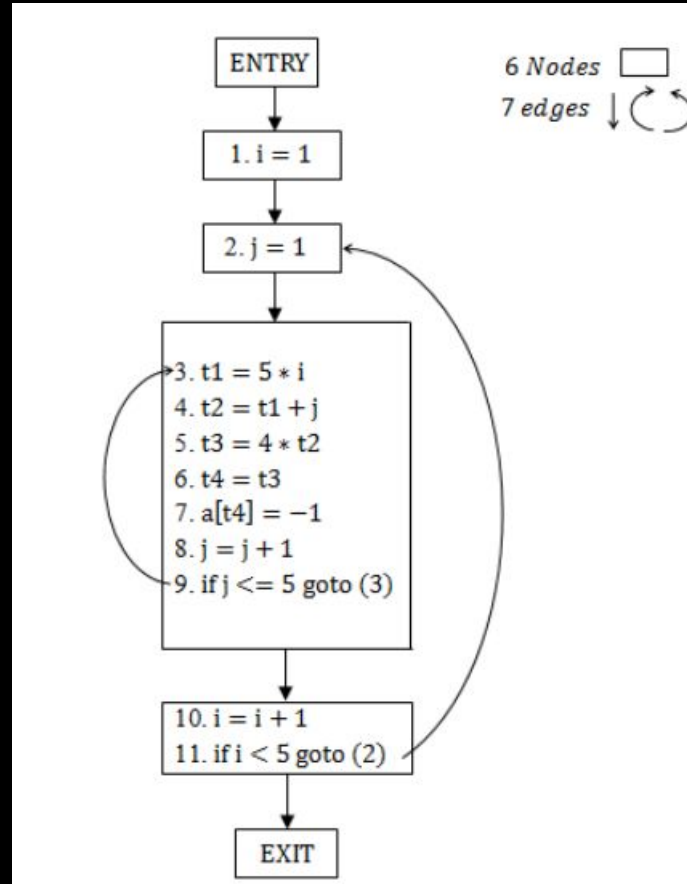 ENTRY
6 Nodes
7 edges
1. i = 1
2. j = 1
3. t1 = 5 * i
4. t2 = t1 + j
5. t3 = 4 * t2
6. t4 = t3
7. a[t4] = −1
8. j = j + 1
9. if j <= 5 goto (3)
10. i = i + 1
11. if i < 5 goto (2)
EXIT